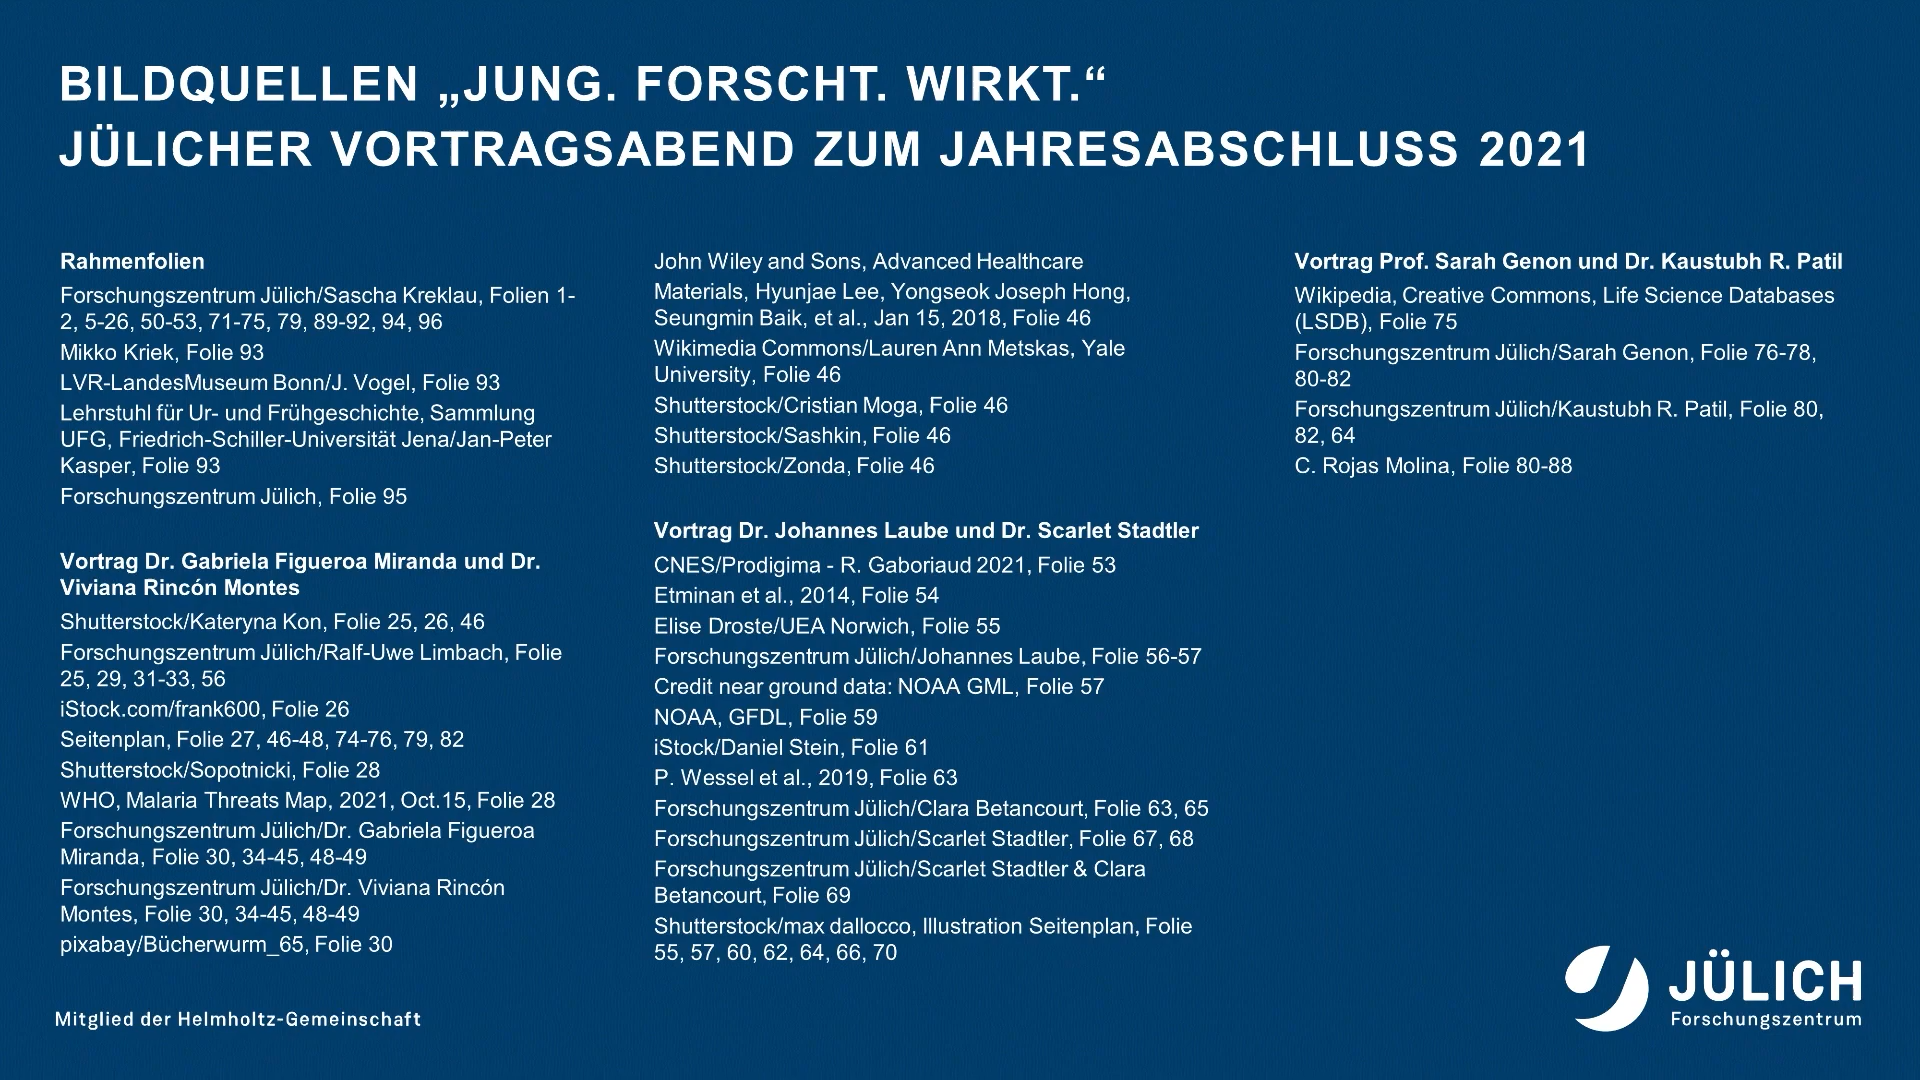 BILDQUELLEN „JUNG. FORSCHT. WIRKT.“
JÜLICHER VORTRAGSABEND ZUM JAHRESABSCHLUSS 2021
Rahmenfolien
Forschungszentrum Jülich/Sascha Kreklau, Folien 1-
2, 5-26, 50-53, 71-75, 79, 89-92, 94, 96
Mikko Kriek, Folie 93
LVR-LandesMuseum Bonn/J. Vogel, Folie 93
Lehrstuhl für Ur- und Frühgeschichte, Sammlung
UFG, Friedrich-Schiller-Universität Jena/Jan-Peter
Kasper, Folie 93
Forschungszentrum Jülich, Folie 95
Vortrag Dr. Gabriela Figueroa Miranda und Dr.
Viviana Rincón Montes
Shutterstock/Kateryna Kon, Folie 25, 26, 46
Forschungszentrum Jülich/Ralf-Uwe Limbach, Folie
25, 29, 31-33, 56
iStock.com/frank600, Folie 26
Seitenplan, Folie 27, 46-48, 74-76, 79, 82
Shutterstock/Sopotnicki, Folie 28
WHO, Malaria Threats Map, 2021, Oct.15, Folie 28
Forschungszentrum Jülich/Dr. Gabriela Figueroa
Miranda, Folie 30, 34-45, 48-49
Forschungszentrum Jülich/Dr. Viviana Rincón
Montes, Folie 30, 34-45, 48-49
pixabay/Bücherwurm_65, Folie 30
John Wiley and Sons, Advanced Healthcare
Materials, Hyunjae Lee, Yongseok Joseph Hong,
Seungmin Baik, et al., Jan 15, 2018, Folie 46
Wikimedia Commons/Lauren Ann Metskas, Yale
University, Folie 46
Shutterstock/Cristian Moga, Folie 46
Shutterstock/Sashkin, Folie 46
Shutterstock/Zonda, Folie 46
Vortrag Dr. Johannes Laube und Dr. Scarlet Stadtler
CNES/Prodigima - R. Gaboriaud 2021, Folie 53
Etminan et al., 2014, Folie 54
Elise Droste/UEA Norwich, Folie 55
Forschungszentrum Jülich/Johannes Laube, Folie 56-57
Credit near ground data: NOAA GML, Folie 57
NOAA, GFDL, Folie 59
iStock/Daniel Stein, Folie 61
P. Wessel et al., 2019, Folie 63
Forschungszentrum Jülich/Clara Betancourt, Folie 63, 65
Forschungszentrum Jülich/Scarlet Stadtler, Folie 67, 68
Forschungszentrum Jülich/Scarlet Stadtler & Clara
Betancourt, Folie 69
Shutterstock/max dallocco, Illustration Seitenplan, Folie
55, 57, 60, 62, 64, 66, 70
Vortrag Prof. Sarah Genon und Dr. Kaustubh R. Patil
Wikipedia, Creative Commons, Life Science Databases
(LSDB), Folie 75
Forschungszentrum Jülich/Sarah Genon, Folie 76-78,
80-82
Forschungszentrum Jülich/Kaustubh R. Patil, Folie 80,
82, 64
C. Rojas Molina, Folie 80-88
Mitglied der Helmholtz-Gemeinschaft
JÜLICH
Forschungszentrum